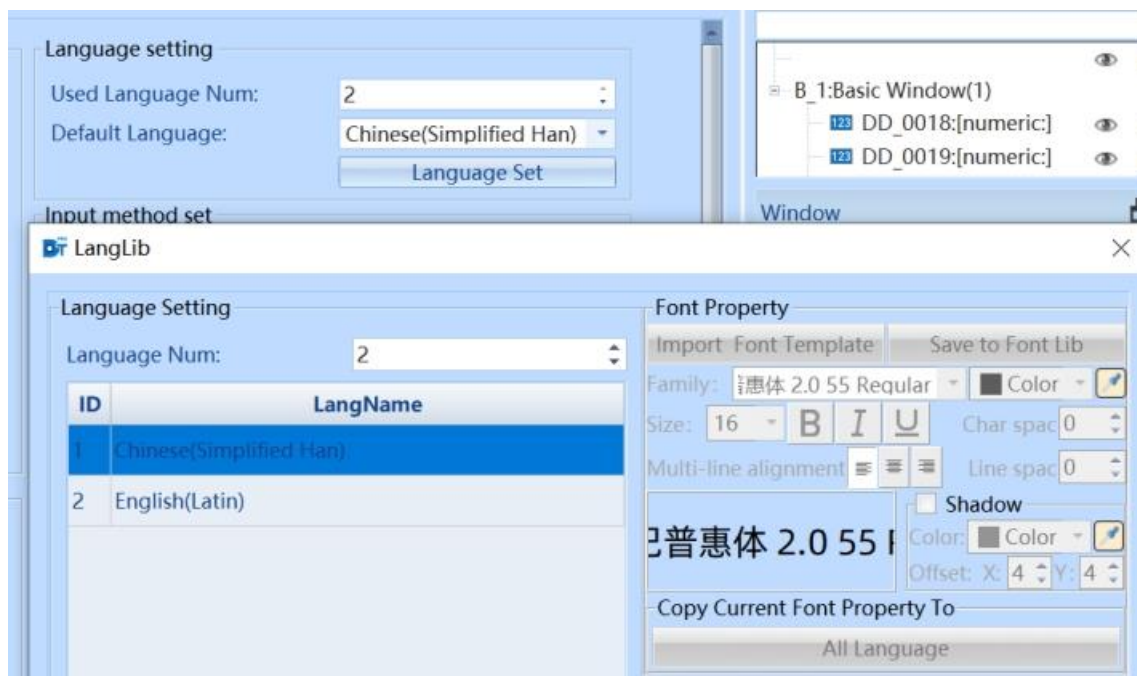 Language setting
Used Language Num: 2
Default Language: Chinese(Simplified Han)
Language Set
Input method set
B_1:Basic Window(1)
123 DD_0018:[numeric:]
123 DD_0019:[numeric:]
Window
DT LangLib
Language Setting
Language Num: 2
ID LangName
1 Chinese(Simplified Han)
2 English(Latin)
Font Property
Import Font Template Save to Font Lib
Family: 惠体 2.0 55 Regular Color
Size: 16 B I U Char spac 0
Multi-line alignment Line spac 0
普惠体 2.0 55
Shadow
Color: Color
Offset: X: 4 Y: 4
Copy Current Font Property To
All Language